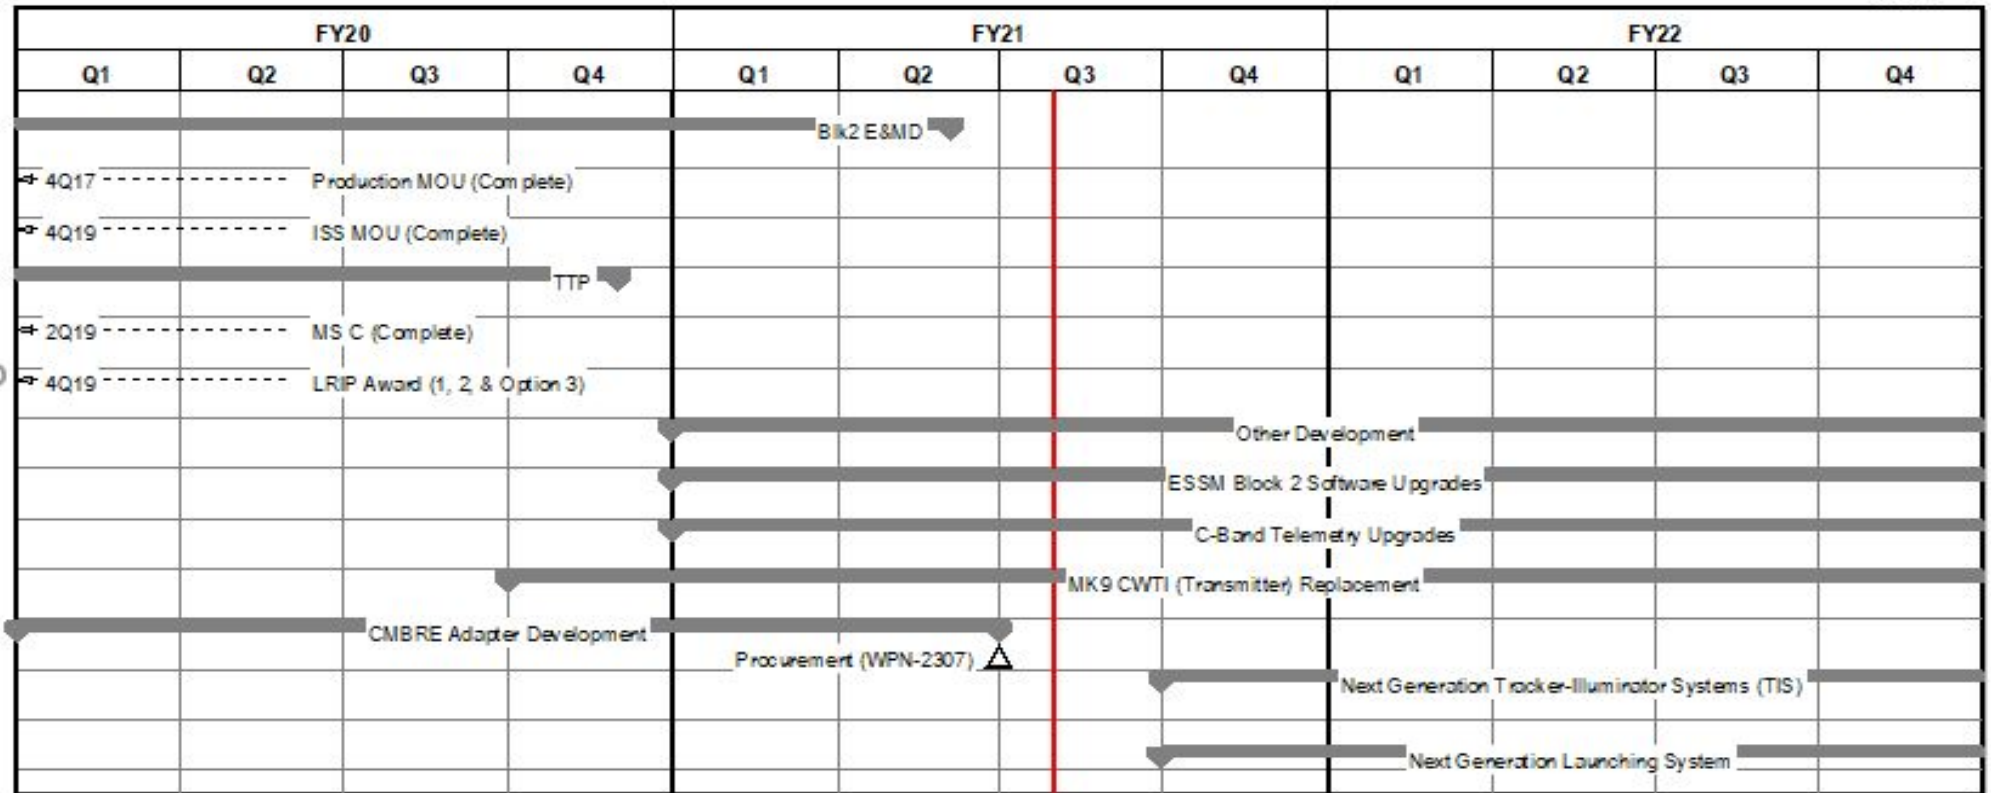 FY20 FY21 FY22
Q1 Q2 Q3 Q4 Q1 Q2 Q3 Q4 Q1 Q2 Q3 Q4
Blk2 E&MD
4Q17 Production MOU (Complete)
4Q19 ISS MOU (Complete)
TTP
2Q19 MS C (Complete)
4Q19 LRIP Award (1, 2, & Option 3)
Other Development
ESSM Block 2 Software Upgrades
C-Band Telemetry Upgrades
MK9 CWTI (Transmitter) Replacement
CMBRE Adapter Development
Procurement (WPN-2307)
Next Generation Tracker-Illuminator Systems (TIS)
Next Generation Launching System